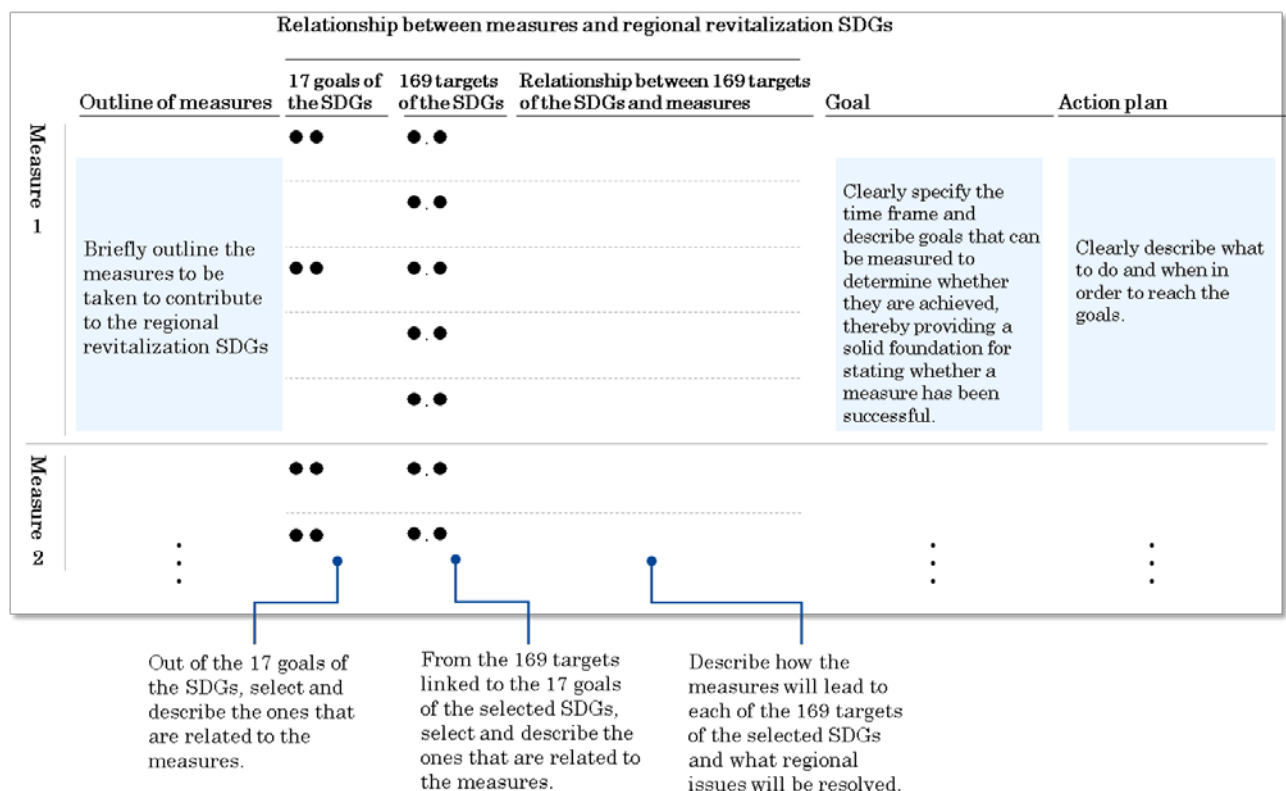 Relationship between measures and regional revitalization SDGs
Outline of measures
17 goals of
the SDGs
169 targets
of the SDGs
Relationship between 169 targets
of the SDGs and measures
Goal
Action plan
Measure 1
Briefly outline the
measures to be
taken to contribute
to the regional
revitalization SDGs
●● ●.●
●.●
●● ●.●
●.●
●.●
Clearly specify the
time frame and
describe goals that can
be measured to
determine whether
they are achieved,
thereby providing a
solid foundation for
stating whether a
measure has been
successful.
Clearly describe what
to do and when in
order to reach the
goals.
Measure 2
●● ●.●
●● ●.●
Out of the 17 goals of
the SDGs, select and
describe the ones that
are related to the
measures.
From the 169 targets
linked to the 17 goals
of the selected SDGs,
select and describe the
ones that are related to
the measures.
Describe how the
measures will lead to
each of the 169 targets
of the selected SDGs
and what regional
issues will be resolved.